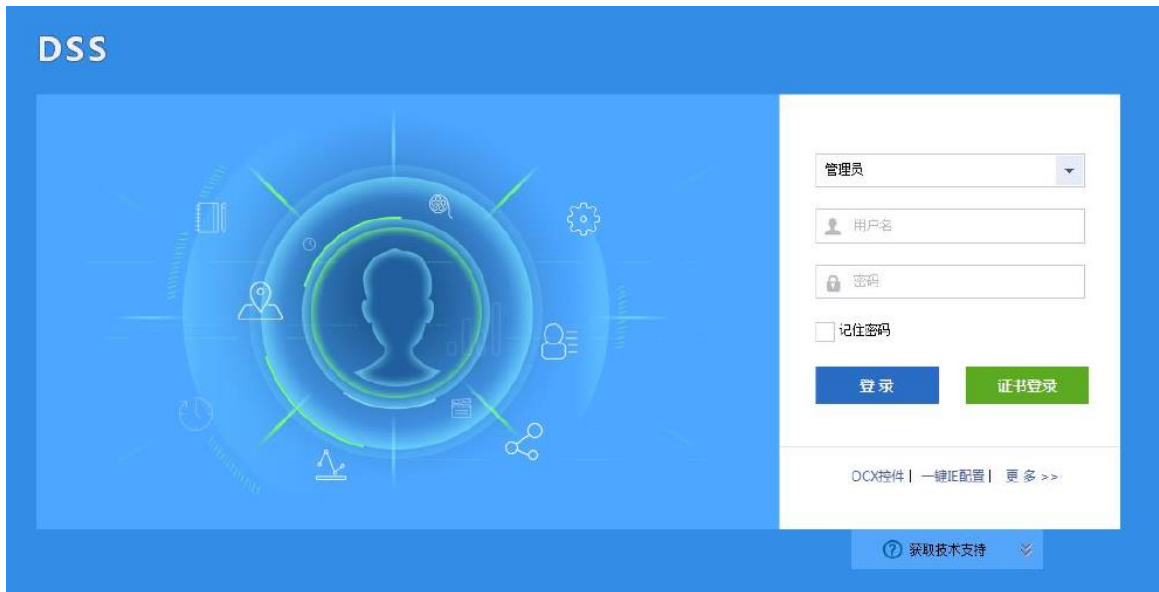 DSS
管理员
用户名
密码
记住密码
登录 证书登录
OCX控件 | 一键IE配置 | 更多 >>
获取技术支持